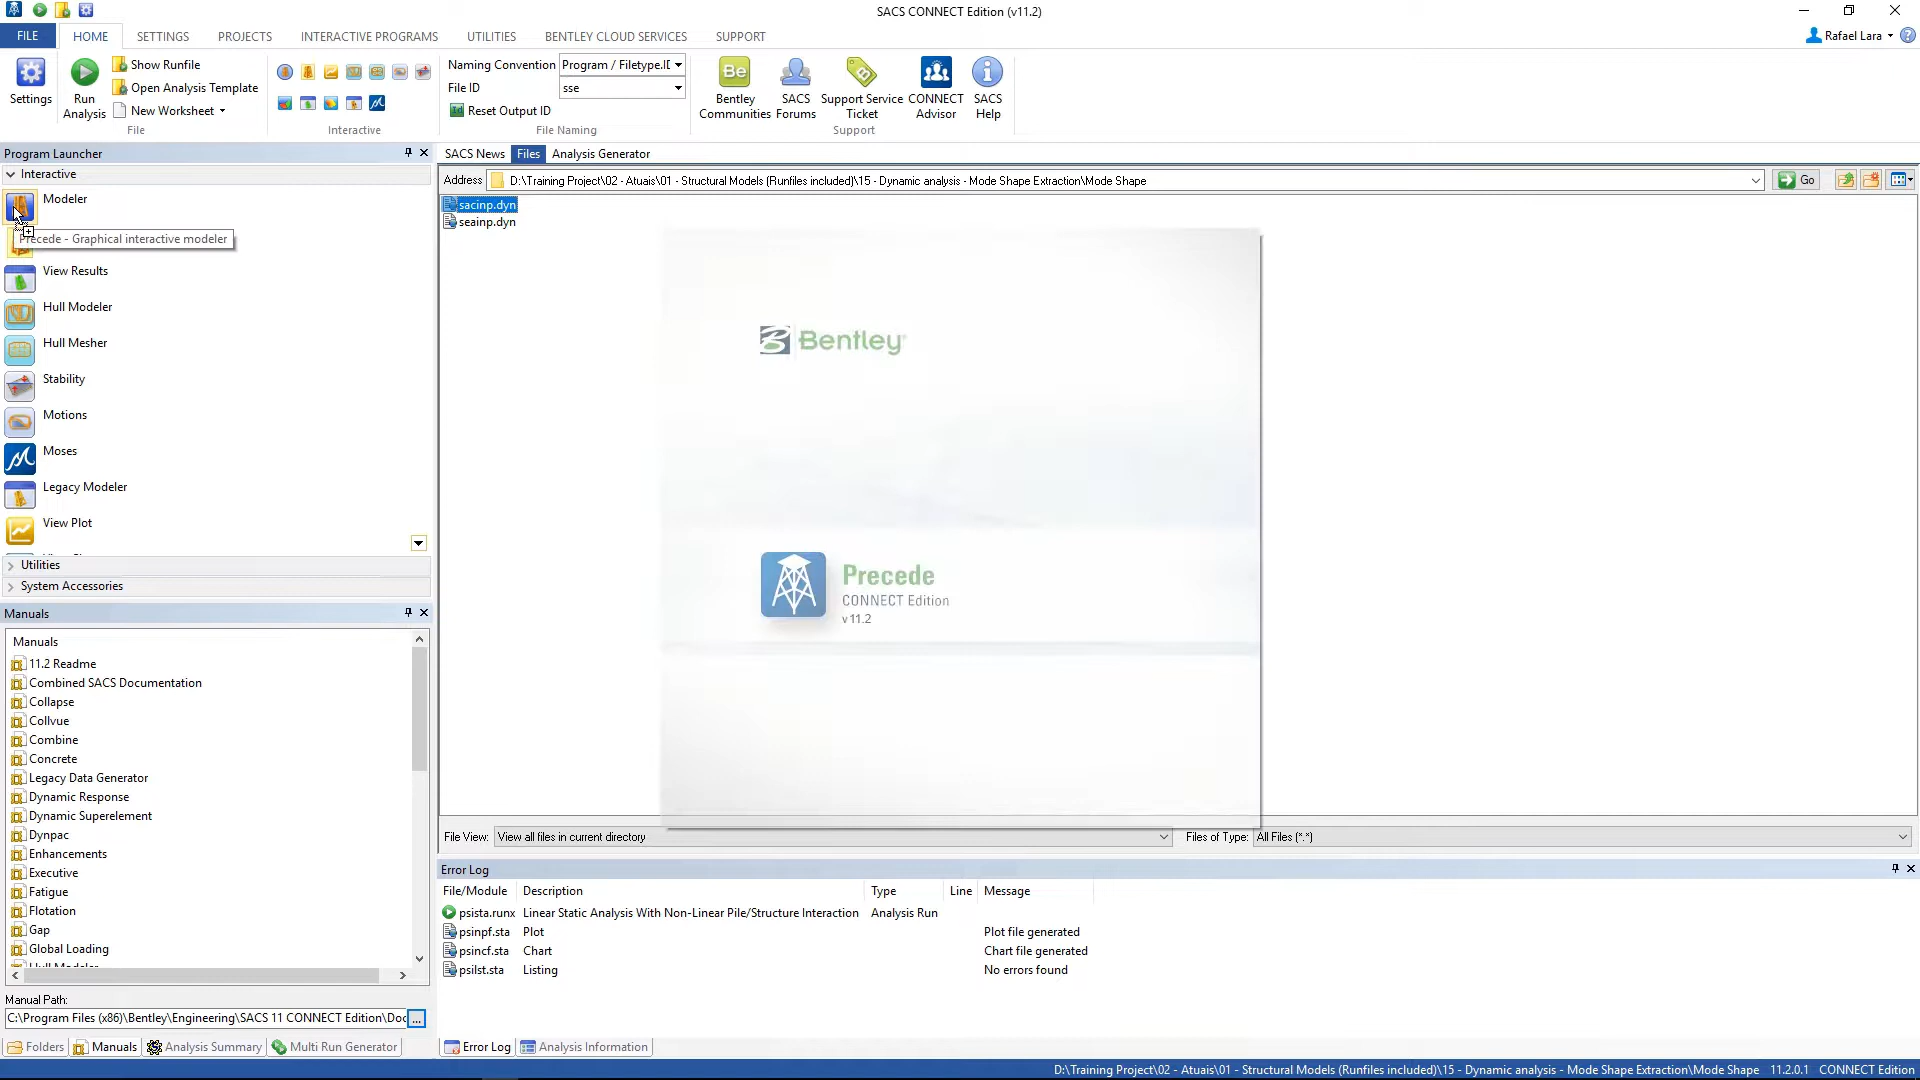 SACS CONNECT Edition (v11.2)
FILE
HOME
SETTINGS
PROJECTS
INTERACTIVE PROGRAMS
UTILITIES
BENTLEY CLOUD SERVICES
SUPPORT
Rafael Lara
Settings
Run
Analysis
Show Runfile
Open Analysis Template
New Worksheet
File
Interactive
Naming Convention
Program / Filetype.IC
File ID
sse
Reset Output ID
File Naming
Be
Bentley
Communities
SACS
Forums
Support Service
Ticket
CONNECT
Advisor
SACS
Help
Support
Program Launcher
Interactive
Modeler
Precede - Graphical interactive modeler
View Results
Hull Modeler
Hull Mesher
Stability
Motions
Moses
Legacy Modeler
View Plot
Utilities
System Accessories
Manuals
Manuals
11.2 Readme
Combined SACS Documentation
Collapse
Collvue
Combine
Concrete
Legacy Data Generator
Dynamic Response
Dynamic Superelement
Dynpac
Enhancements
Executive
Fatigue
Flotation
Gap
Global Loading
Manual Path:
C:\Program Files (x86)\Bentley\Engineering\SACS 11 CONNECT Edition\Doc
...
Folders
Manuals
Analysis Summary
Multi Run Generator
SACS News
Files
Analysis Generator
Address
D:\Training Project\02 - Atuais\01 - Structural Models (Runfiles included)\15 - Dynamic analysis - Mode Shape Extraction\Mode Shape
Go
sacinp.dyn
seainp.dyn
Bentley
Precede
CONNECT Edition
v11.2
File View:
View all files in current directory
Files of Type:
All Files (*.*)
Error Log
File/Module Description Type Line Message
psista.runx Linear Static Analysis With Non-Linear Pile/Structure Interaction Analysis Run
psinpf.sta Plot Plot file generated
psincf.sta Chart Chart file generated
psilst.sta Listing No errors found
Error Log
Analysis Information
D:\Training Project\02 - Atuais\01 - Structural Models (Runfiles included)\15 - Dynamic analysis - Mode Shape Extraction\Mode Shape 11.2.0.1 CONNECT Edition